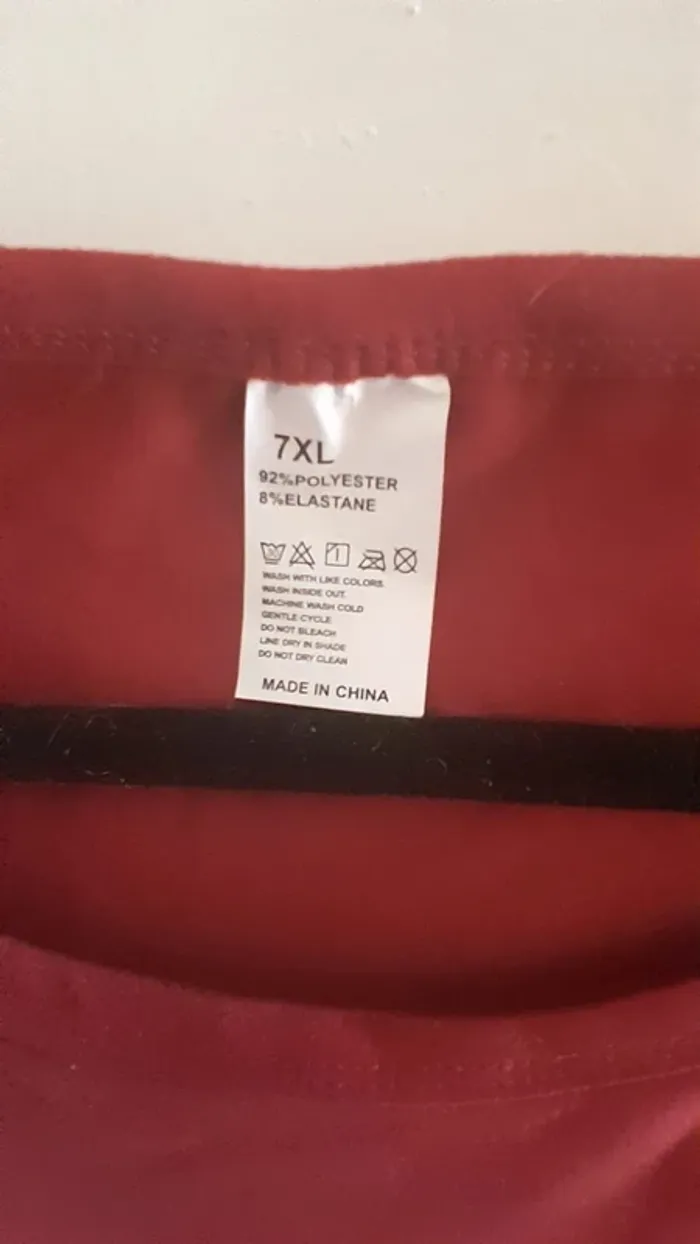 7XL
92%POLYESTER
8%ELASTANE
30
WASH WITH LIKE COLORS.
WASH INSIDE OUT.
MACHINE WASH COLD
GENTLE CYCLE
DO NOT BLEACH
LINE DRY IN SHADE
DO NOT DRY CLEAN
MADE IN CHINA